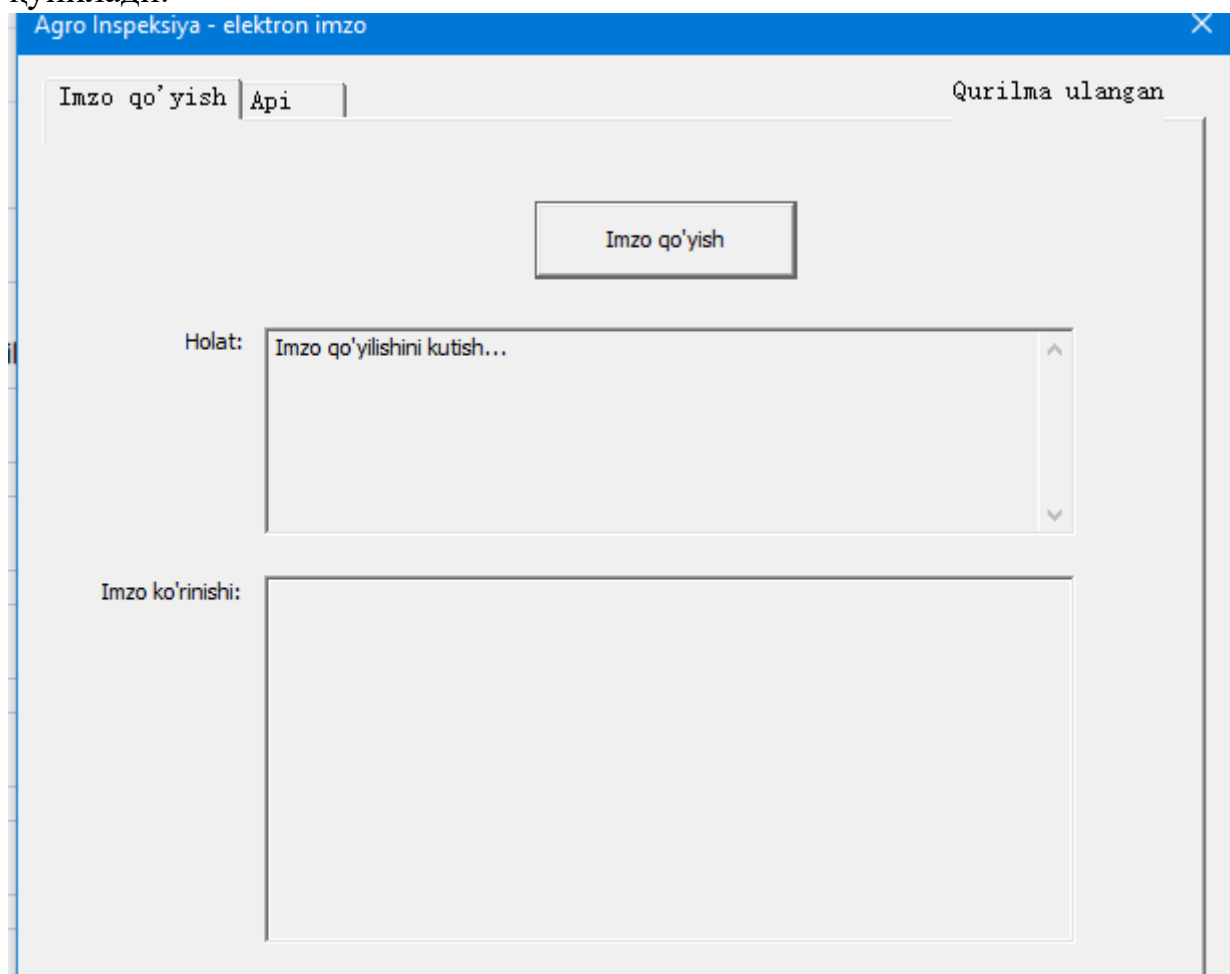 Agro Inspeksiya - elektron imzo
Imzo qo'yish Api Qurilma ulangan
Imzo qo'yish
Holat: Imzo qo'yilishini kutish...
Imzo ko'rinishi: